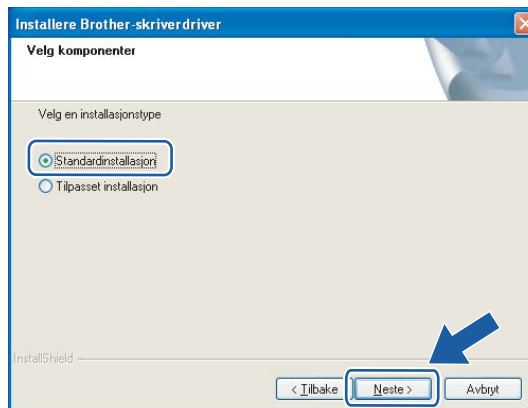 Installere Brother-skriverdriver
Velg komponenter
Velg en installasjonstype
Standardinstallasjon
Tilpasset installasjon
InstallShield
< Tilbake
Neste >
Avbryt